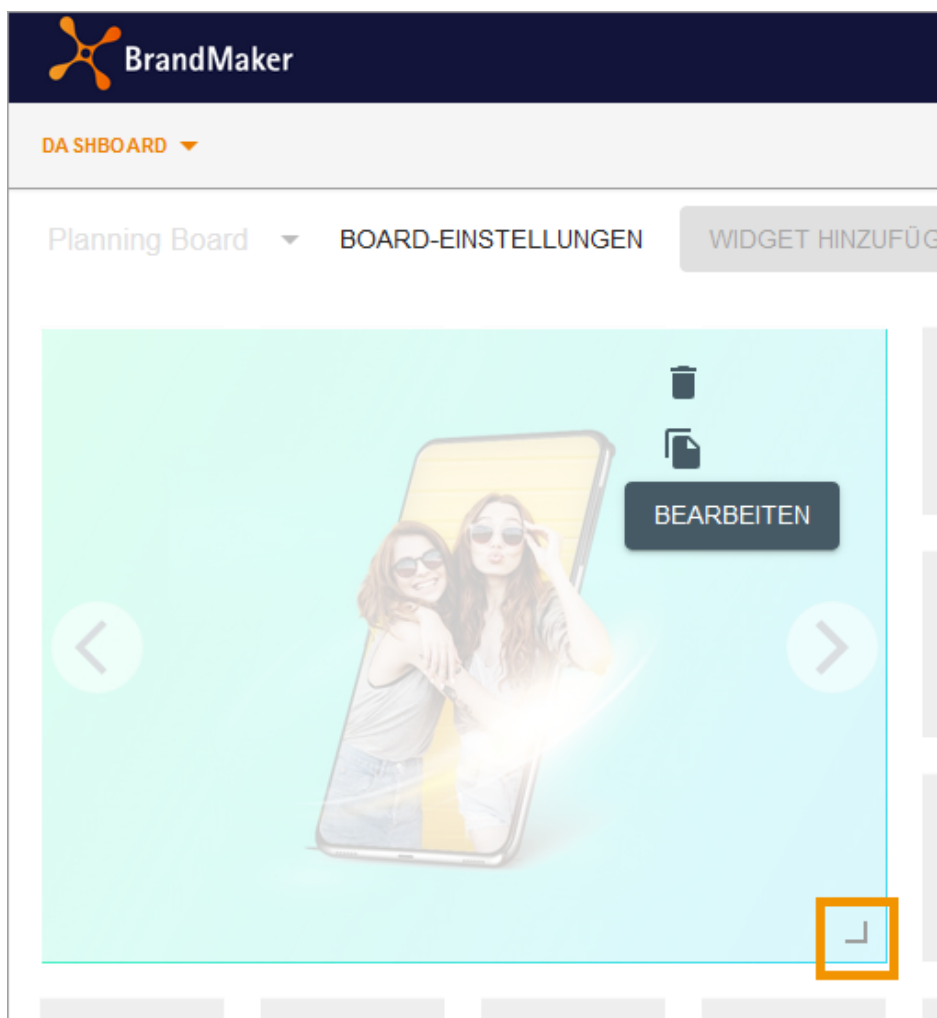 BrandMaker
DASHBOARD
Planning Board BOARD-EINSTELLUNGEN WIDGET HINZUFÜG
BEARBEITEN